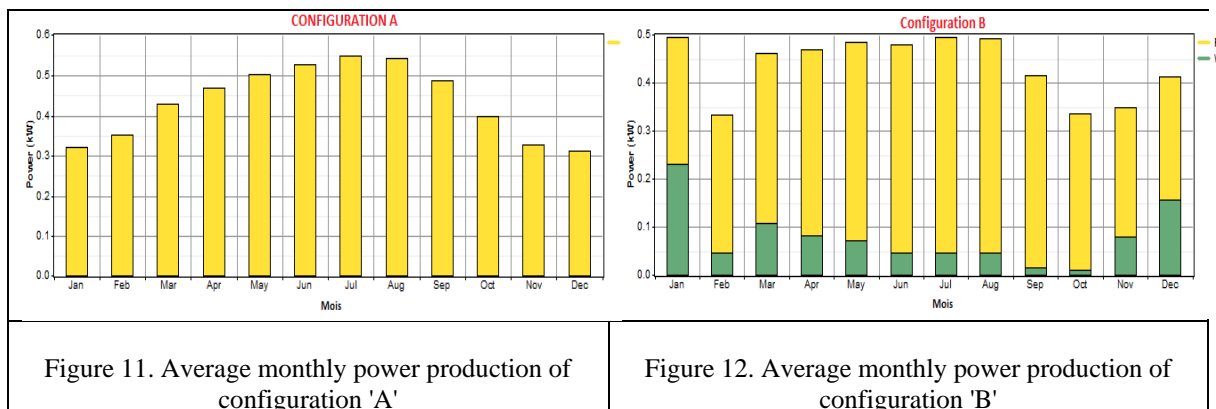 CONFIGURATION A
0.6
0.5
0.4
0.3
0.2
0.1
0.0
Power (kW)
Jan Feb Mar Apr May Jun Jul Aug Sep Oct Nov Dec
Mois
Configuration B
0.5
0.4
0.3
0.2
0.1
0.0
Power (kW)
Jan Feb Mar Apr May Jun Jul Aug Sep Oct Nov Dec
Mois
Figure 11. Average monthly power production of
configuration 'A'
Figure 12. Average monthly power production of
configuration 'B'